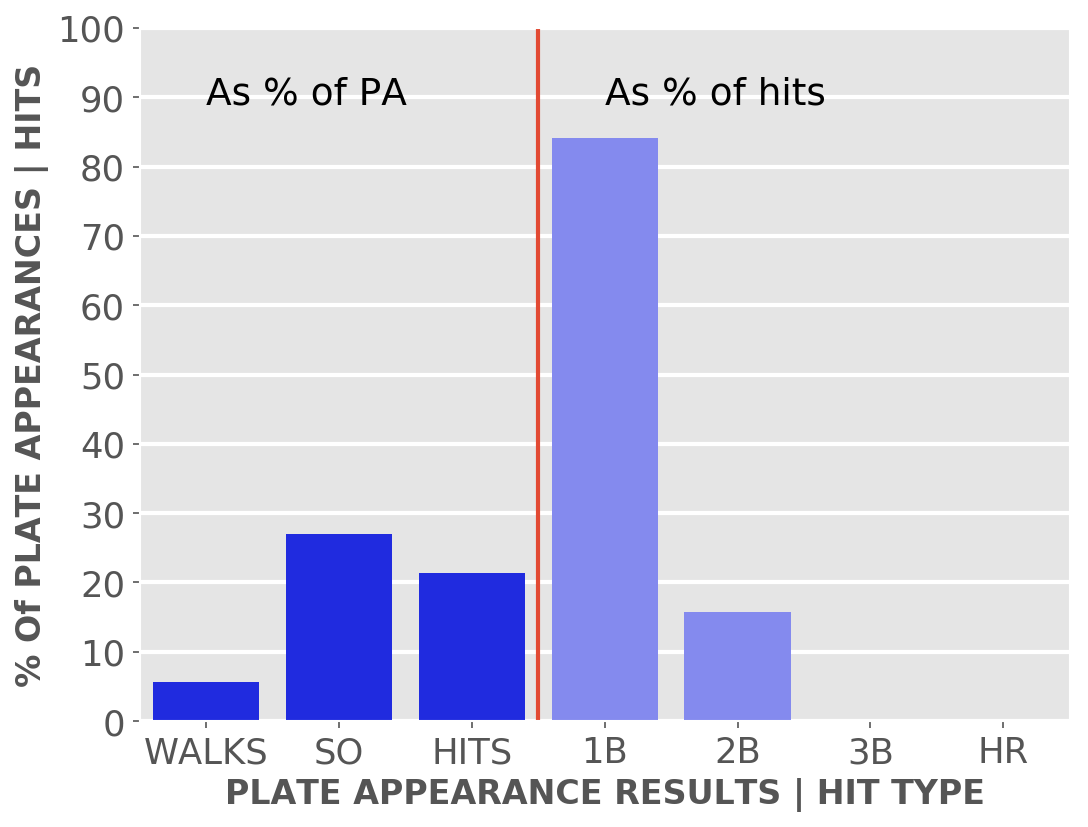 100
90
80
70
60
50
40
30
20
10
0
% Of PLATE APPEARANCES | HITS
As % of PA
As % of hits
WALKS SO HITS 1B 2B 3B HR
PLATE APPEARANCE RESULTS | HIT TYPE